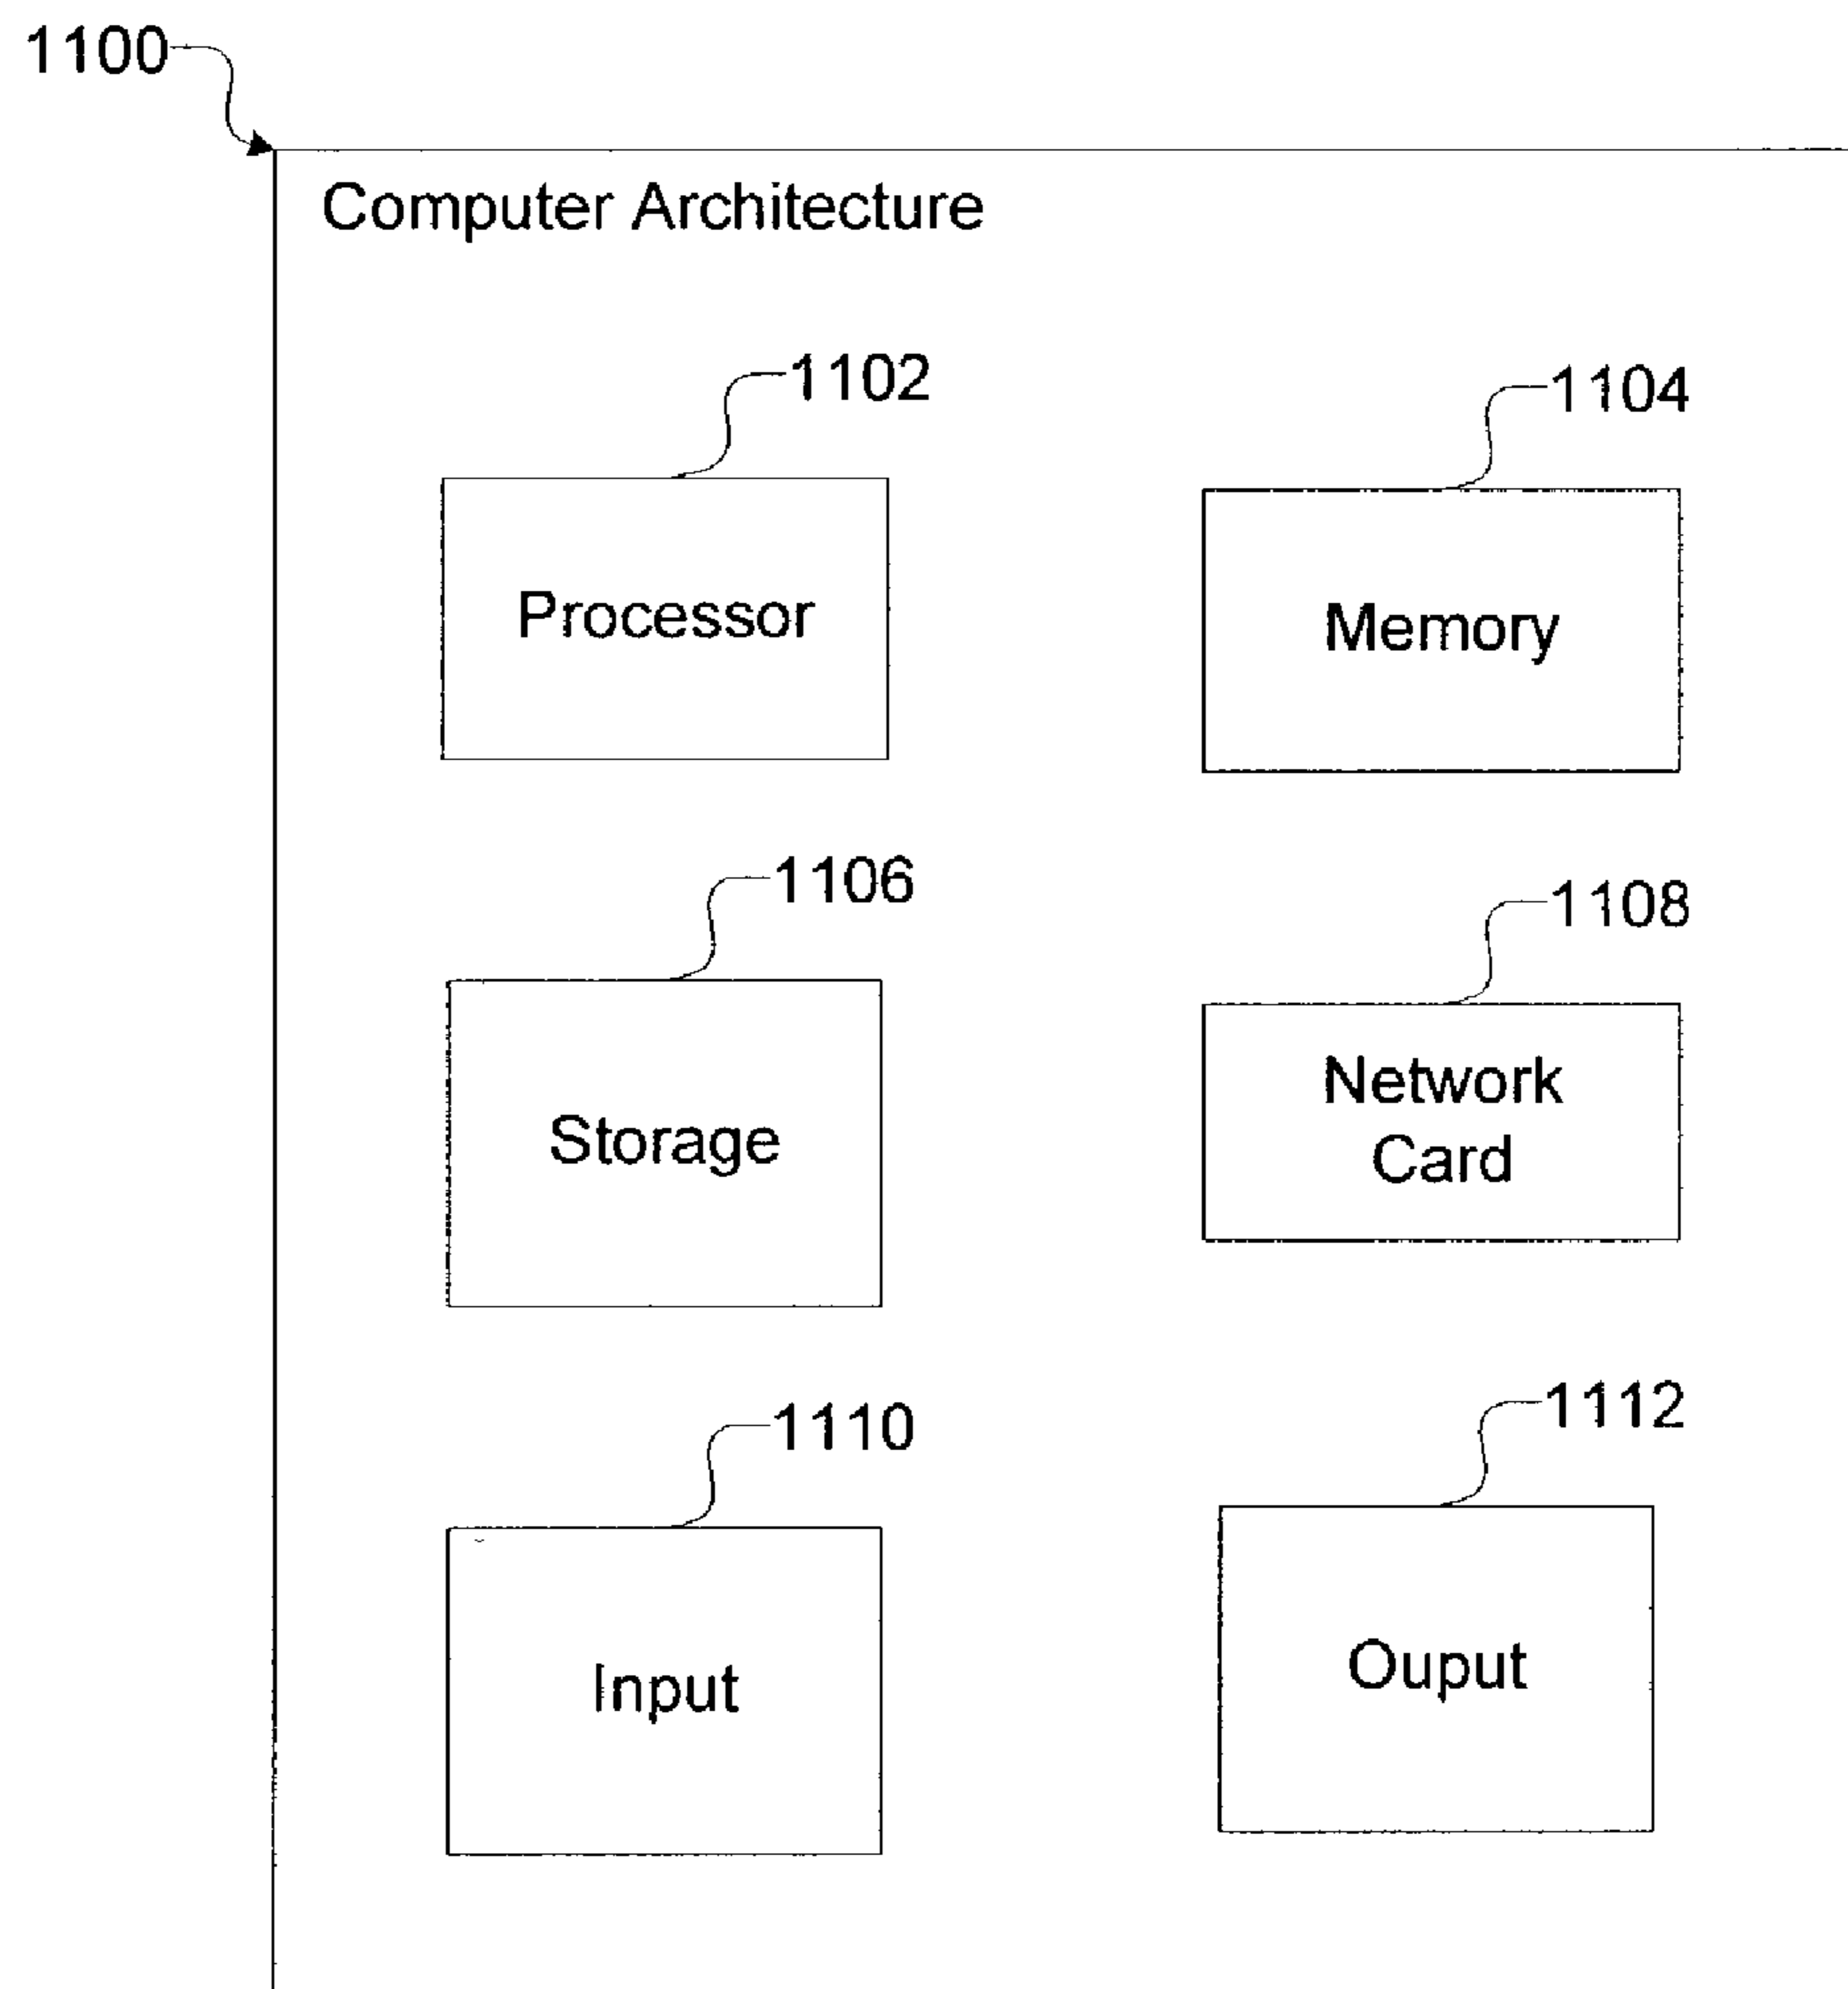 1100
Computer Architecture
1102
1104
Processor
Memory
1106
1108
Storage
Network
Card
1110
1112
Input
Ouput